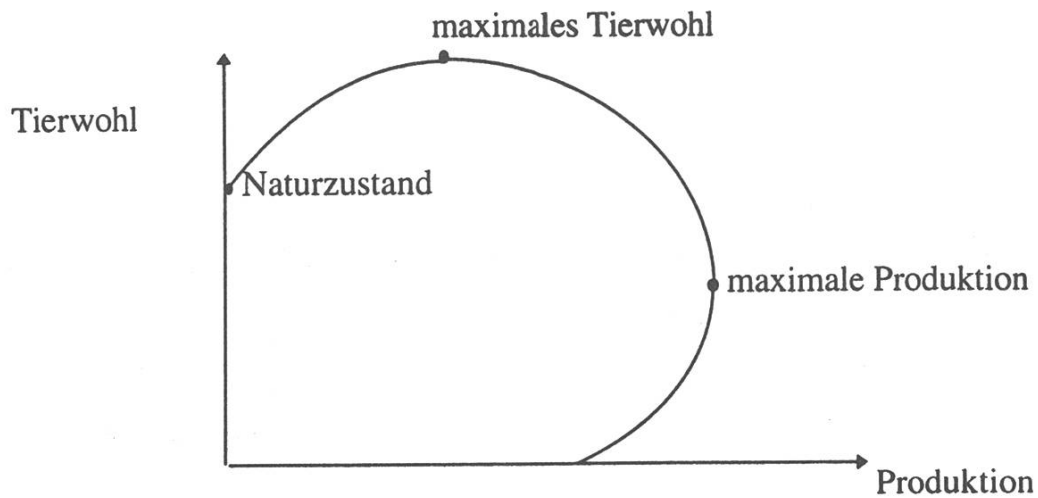 maximales Tierwohl
Tierwohl
Naturzustand
maximale Produktion
Produktion